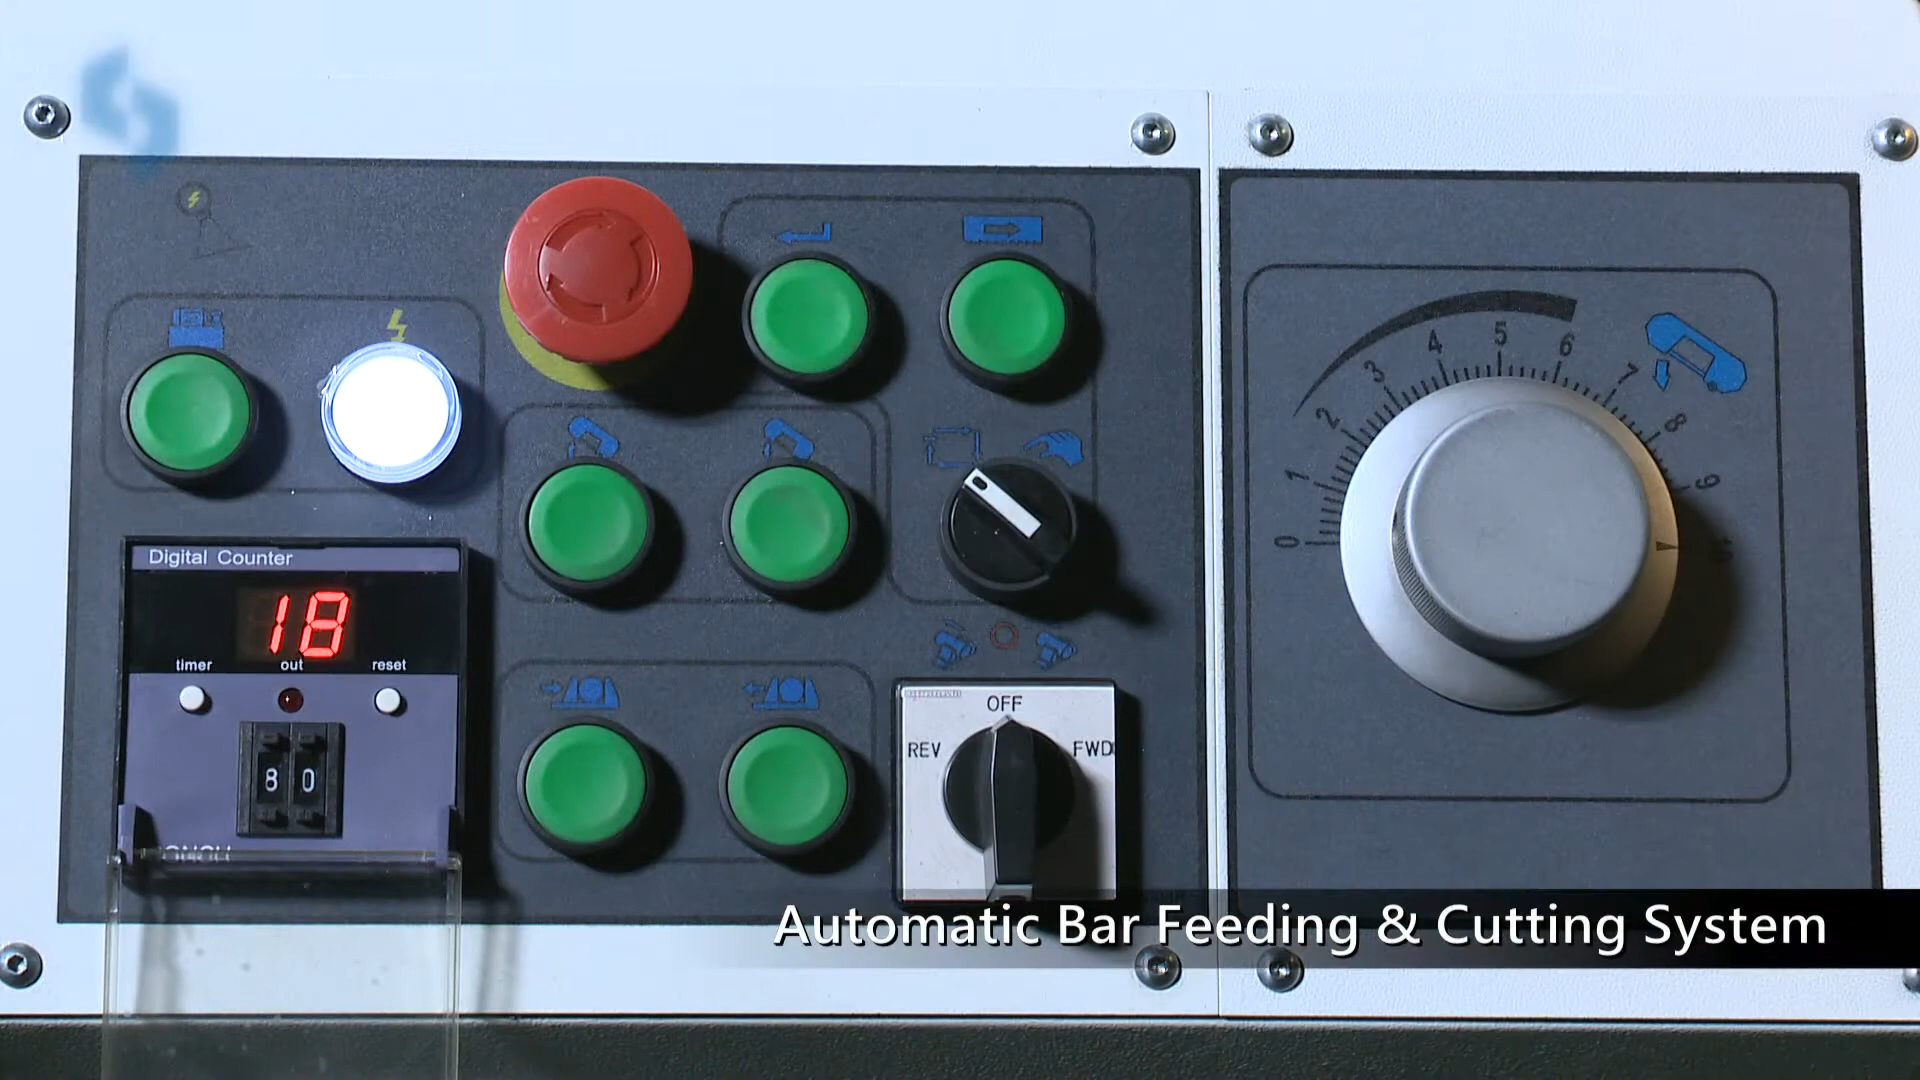 Digital Counter
18
timer out reset
8 0
OFF
REV FWD
0 1 2 3 4 5 6 7 8 9
Automatic Bar Feeding & Cutting System